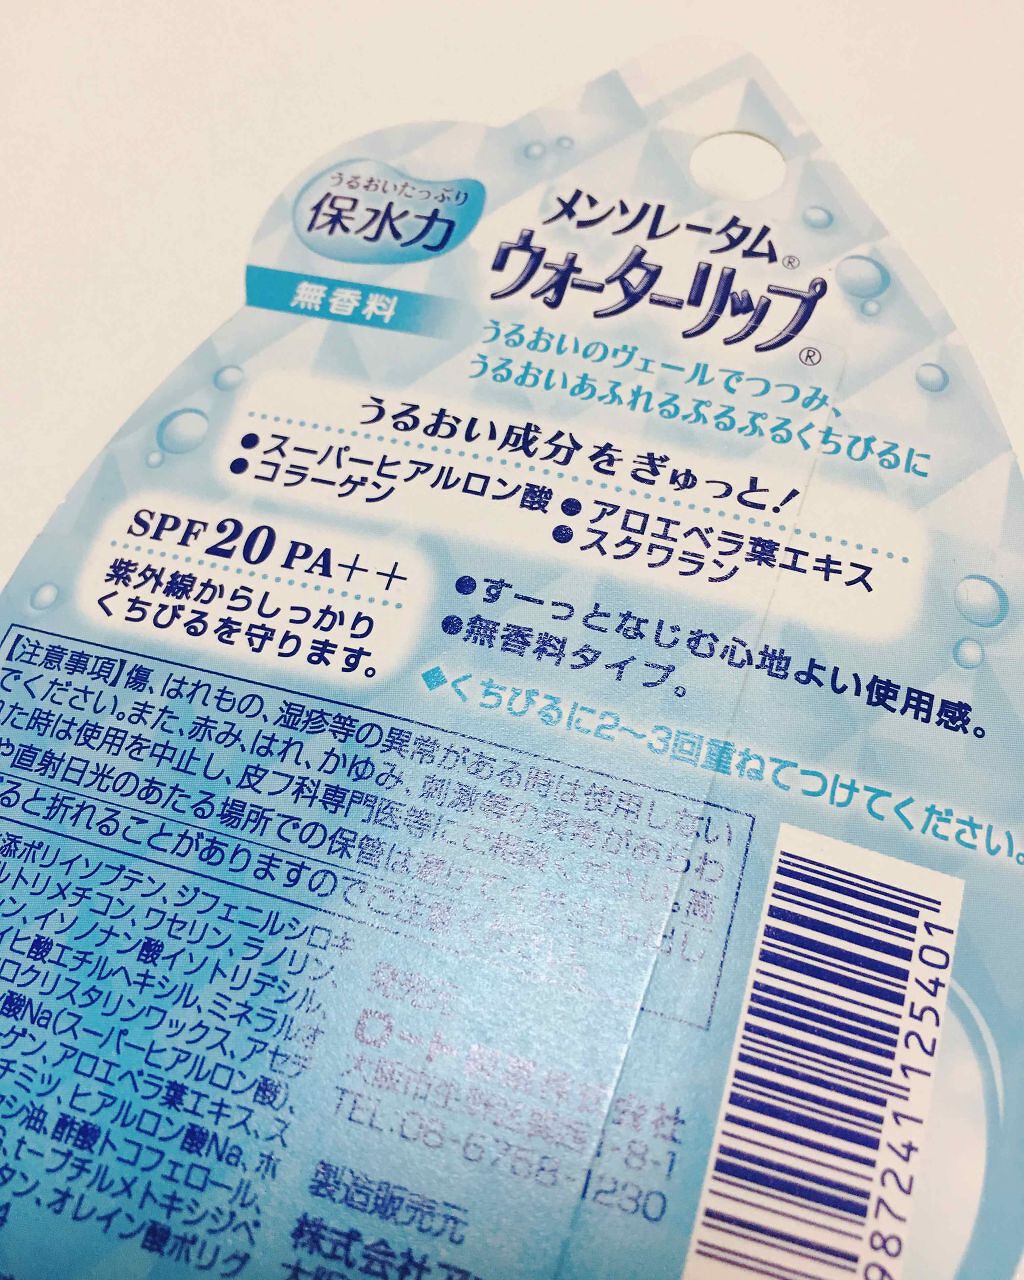 うるおいたっぷり
保水力
無香料
メンソレータム®
ウォーターリップ®
うるおいのヴェールでつつみ、
うるおいあふれるぷるぷるくちびるに
うるおい成分をぎゅっと!
●スーパーヒアルロン酸 ●アロエベラ葉エキス
●コラーゲン ●スクワラン
SPF20 PA++
紫外線からしっかり
くちびるを守ります。
●すーっとなじむ心地よい使用感。
●無香料タイプ。
◆くちびるに2〜3回重ねてつけてください。
【注意事項】傷、はれもの、湿疹等の異常がある時は使用しない
でください。また、赤み、はれ、かゆみ、刺激等の異常があらわ
れた時は使用を中止し、皮フ科専門医等にご相談ください。高
や直射日光のあたる場所での保管は避けて
ると折れることがありますのでご注意
添ポリイソブテン、ジフェニルシロキ
ルトリメチコン、ワセリン、ラノリン、
ン、イソノナン酸イソトリデシル、
イヒ酸エチルヘキシル、ミネラルオ
ロクリスタリンワックス、アセチ
酸Na(スーパーヒアルロン酸)、
ゲン、アロエベラ葉エキス、ス
チミツ、ヒアルロン酸Na、ホ
シ油、酢酸トコフェロール、
t-ブチルメトキシジベ
タン、オレイン酸ポリグ
発売元
ロート製薬株式会社
大阪市生野区巽西1-8-1
TEL:06-6758-1230
製造販売元
株式会社ア
大阪
987241 125401